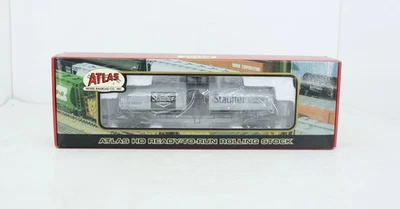 ATLAS
MODEL RAILROAD CO., INC.
Stauffer
ATLAS HO READY-TO-RUN ROLLING STOCK